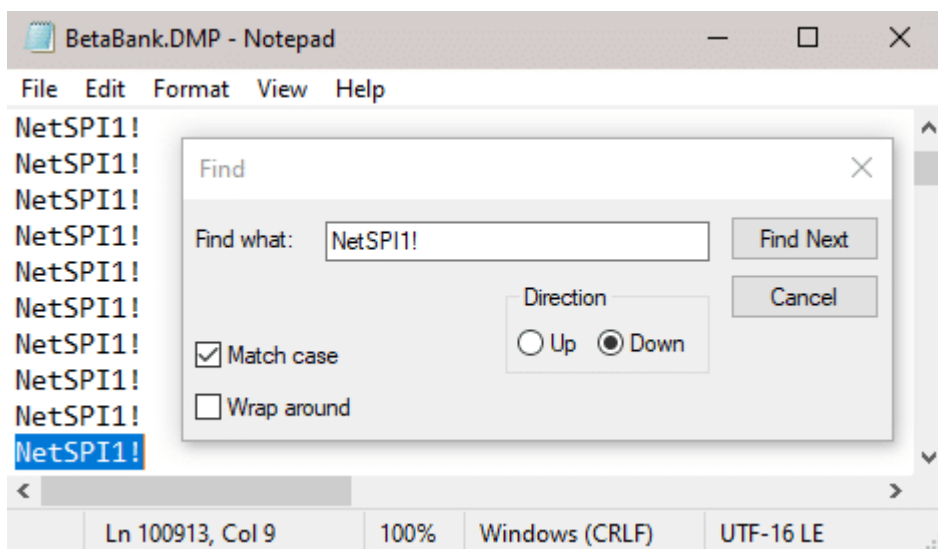 BetaBank.DMP - Notepad
File Edit Format View Help
NetSPI1!
NetSPI1!
NetSPI1!
NetSPI1!
NetSPI1!
NetSPI1!
NetSPI1!
NetSPI1!
NetSPI1!
NetSPI1!
Find
Find what: NetSPI1! Find Next
Direction Cancel
Up Down
Match case
Wrap around
Ln 100913, Col 9 100% Windows (CRLF) UTF-16 LE